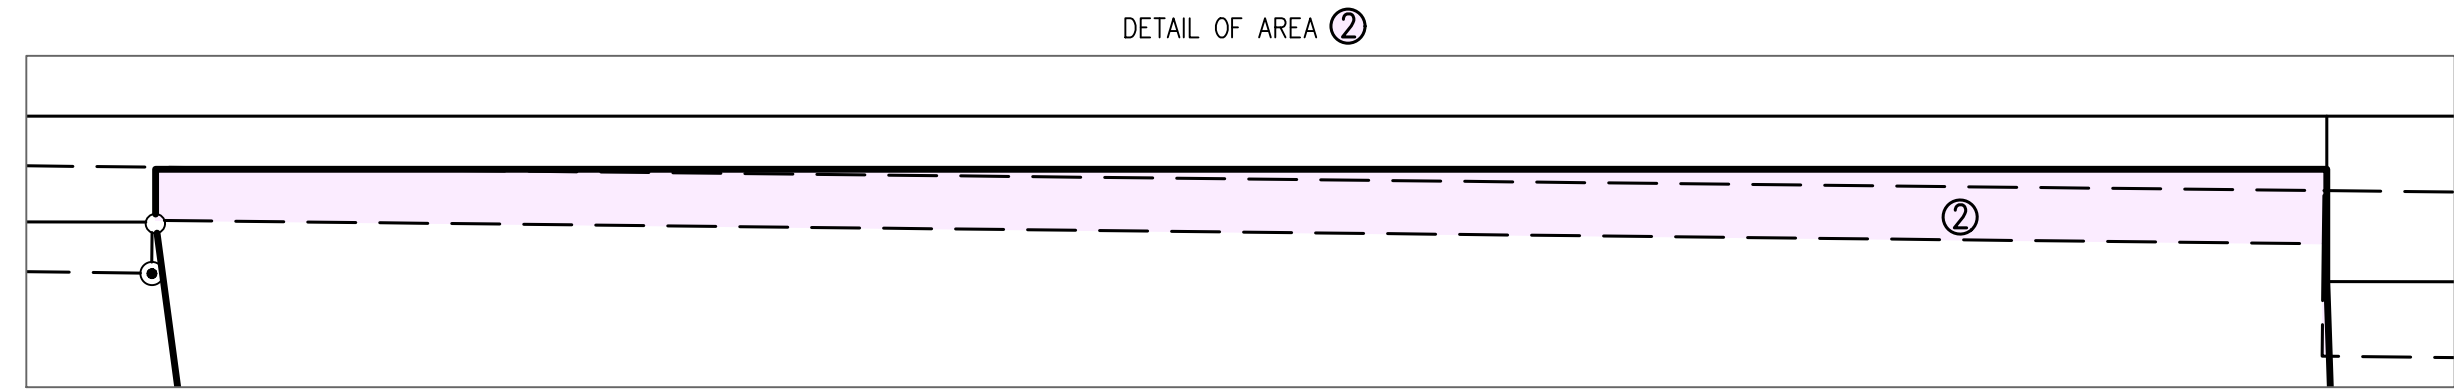 DETAIL OF AREA ②
②